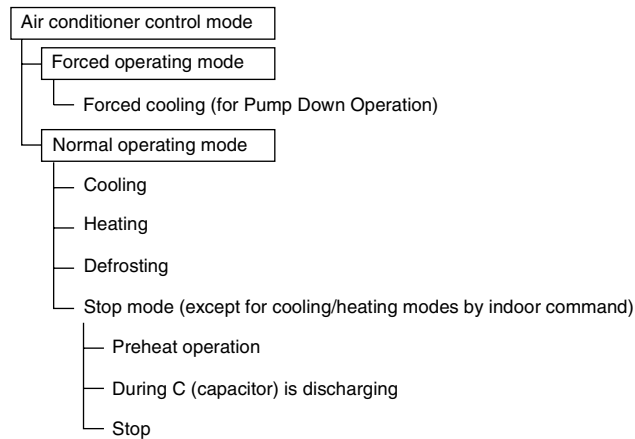 Air conditioner control mode
Forced operating mode
Forced cooling (for Pump Down Operation)
Normal operating mode
Cooling
Heating
Defrosting
Stop mode (except for cooling/heating modes by indoor command)
Preheat operation
During C (capacitor) is discharging
Stop